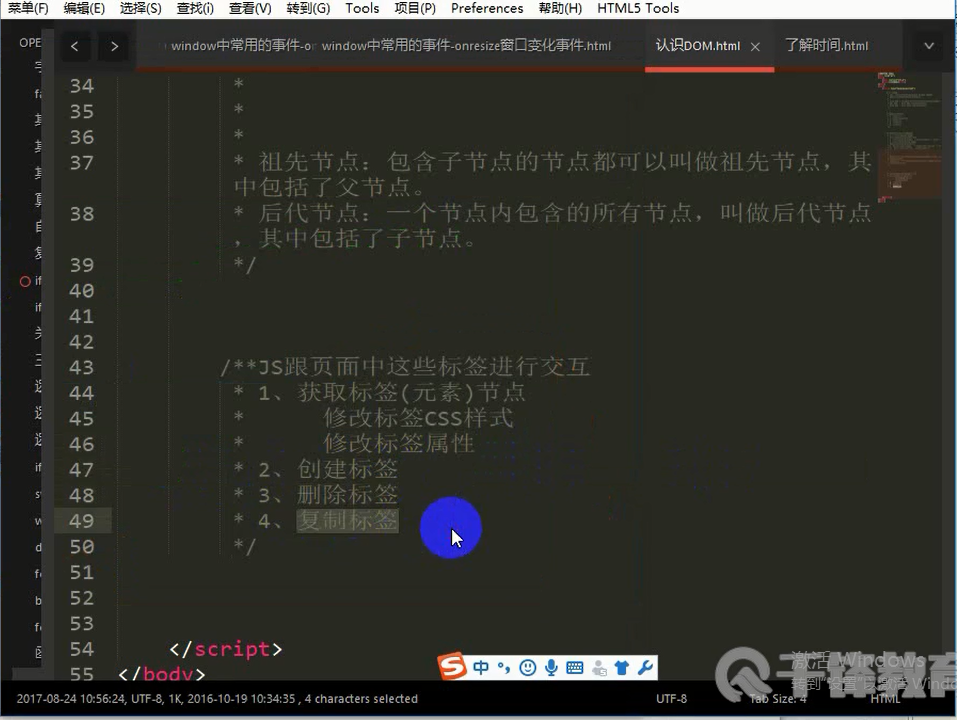 菜单(F) 编辑(E) 选择(S) 查找(i) 查看(V) 转到(G) Tools 项目(P) Preferences 帮助(H) HTML5 Tools
OPE
window中常用的事件-or window中常用的事件-onresize窗口变化事件.html 认识DOM.html 了解时间.html
34 *
35 *
36 *
37 * 祖先节点：包含子节点的节点都可以叫做祖先节点，其
中包括了父节点。
38 * 后代节点：一个节点内包含的所有节点，叫做后代节点
，其中包括了子节点。
39 */
40
41
42
43 /**JS跟页面中这些标签进行交互
44 * 1、获取标签(元素)节点
45 * 修改标签CSS样式
46 * 修改标签属性
47 * 2、创建标签
48 * 3、删除标签
49 * 4、复制标签
50 */
51
52
53
54 </script>
55 </body>
中
激活 Windows
转到"设置"以激活 Windo
2017-08-24 10:56:24, UTF-8, 1K, 2016-10-19 10:34:35 , 4 characters selected UTF-8 Tab Size: 4 HTML